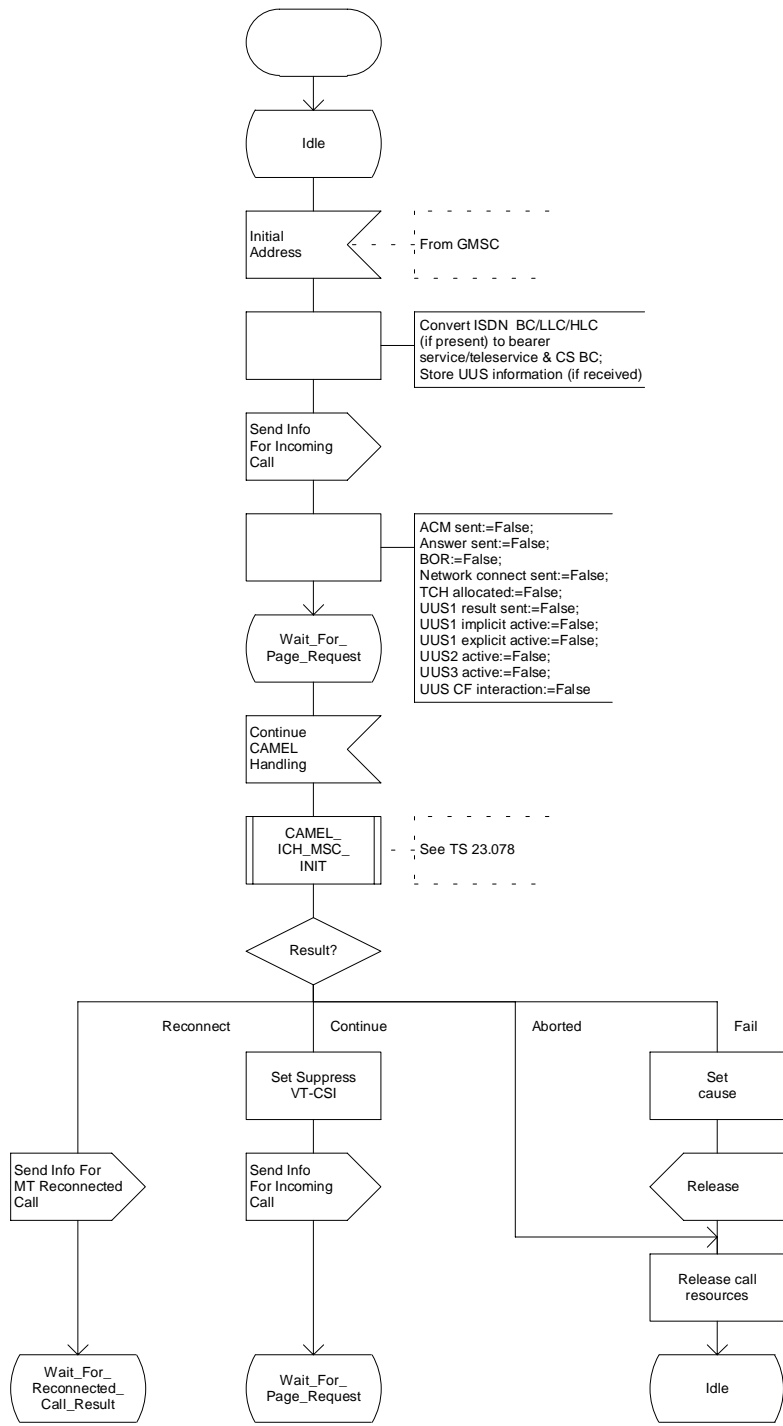 Idle
Initial
Address
From GMSC
Convert ISDN BC/LLC/HLC
(if present) to bearer
service/teleservice & CS BC;
Store UUS information (if received)
Send Info
For Incoming
Call
ACM sent:=False;
Answer sent:=False;
BOR:=False;
Network connect sent:=False;
TCH allocated:=False;
UUS1 result sent:=False;
UUS1 implicit active:=False;
UUS1 explicit active:=False;
UUS2 active:=False;
UUS3 active:=False;
UUS CF interaction:=False
Wait_For_
Page_Request
Continue
CAMEL
Handling
CAMEL_
ICH_MSC_
INIT
See TS 23.078
Result?
Reconnect
Continue
Aborted
Fail
Set Suppress
VT-CSI
Set
cause
Send Info For
MT Reconnected
Call
Send Info
For Incoming
Call
Release
Release call
resources
Wait_For_
Reconnected_
Call_Result
Wait_For_
Page_Request
Idle